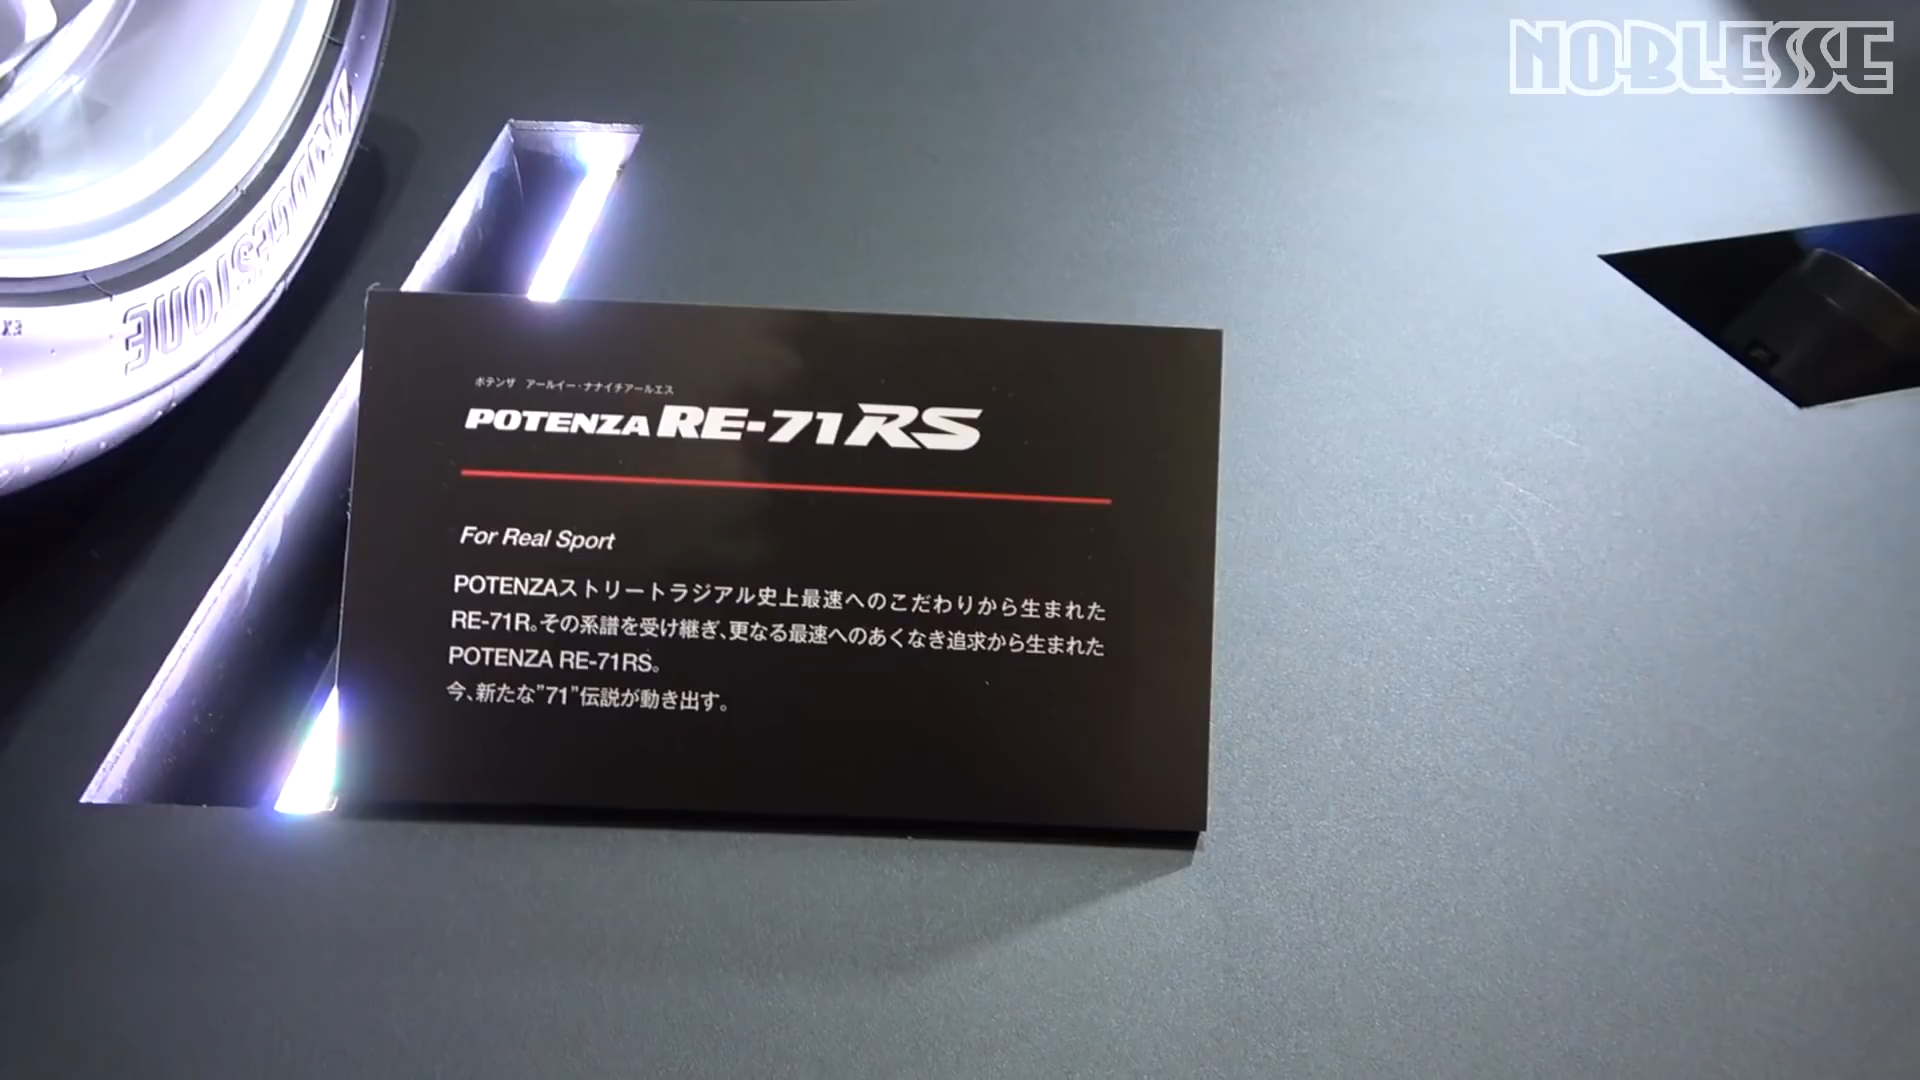 NOBLESSE
BRIDGESTONE
ポテンザ アールイー・ナナイチアールエス
POTENZA RE-71RS
For Real Sport
POTENZAストリートラジアル史上最速へのこだわりから生まれた
RE-71R。その系譜を受け継ぎ、更なる最速へのあくなき追求から生まれた
POTENZA RE-71RS。
今、新たな”71”伝説が動き出す。